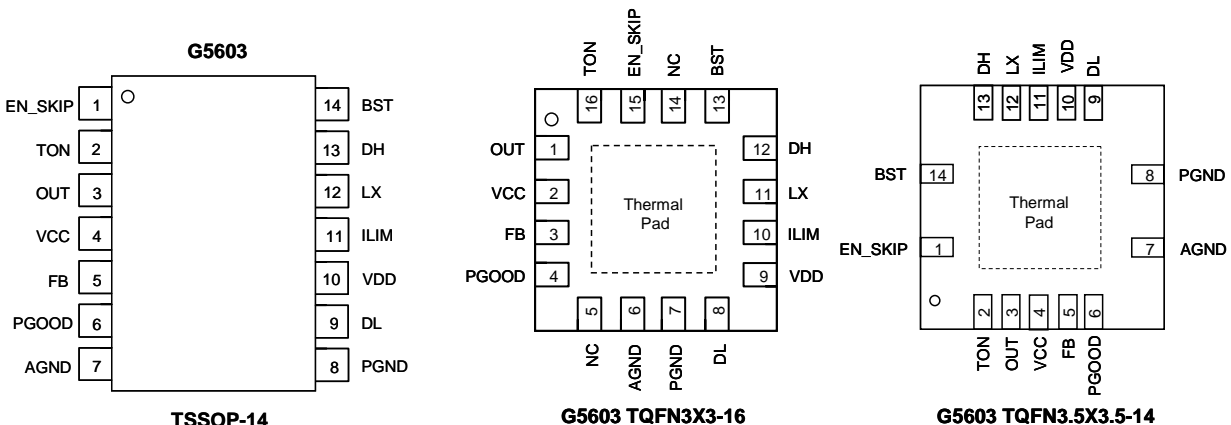 G5603
EN_SKIP 1 14 BST
TON 2 13 DH
OUT 3 12 LX
VCC 4 11 ILIM
FB 5 10 VDD
PGOOD 6 9 DL
AGND 7 8 PGND
TSSOP-14
TON EN_SKIP NC BST
16 15 14 13
OUT 1 12 DH
VCC 2 11 LX
FB 3 10 ILIM
PGOOD 4 9 VDD
Thermal
Pad
5 6 7 8
NC AGND PGND DL
G5603 TQFN3X3-16
DH LX ILIM VDD DL
13 12 11 10 9
BST 14 8 PGND
EN_SKIP 1 7 AGND
Thermal
Pad
2 3 4 5 6
TON OUT VCC FB PGOOD
G5603 TQFN3.5X3.5-14